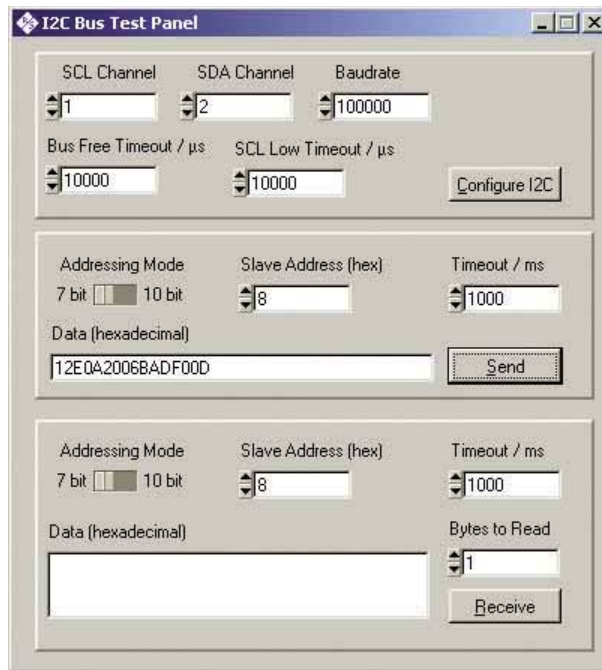 I2C Bus Test Panel
SCL Channel SDA Channel Baudrate
1 2 100000
Bus Free Timeout / µs SCL Low Timeout / µs
10000 10000 Configure I2C
Addressing Mode Slave Address (hex) Timeout / ms
7 bit 10 bit 8 1000
Data (hexadecimal)
12E0A2006BADF00D Send
Addressing Mode Slave Address (hex) Timeout / ms
7 bit 10 bit 8 1000
Data (hexadecimal) Bytes to Read
1
Receive